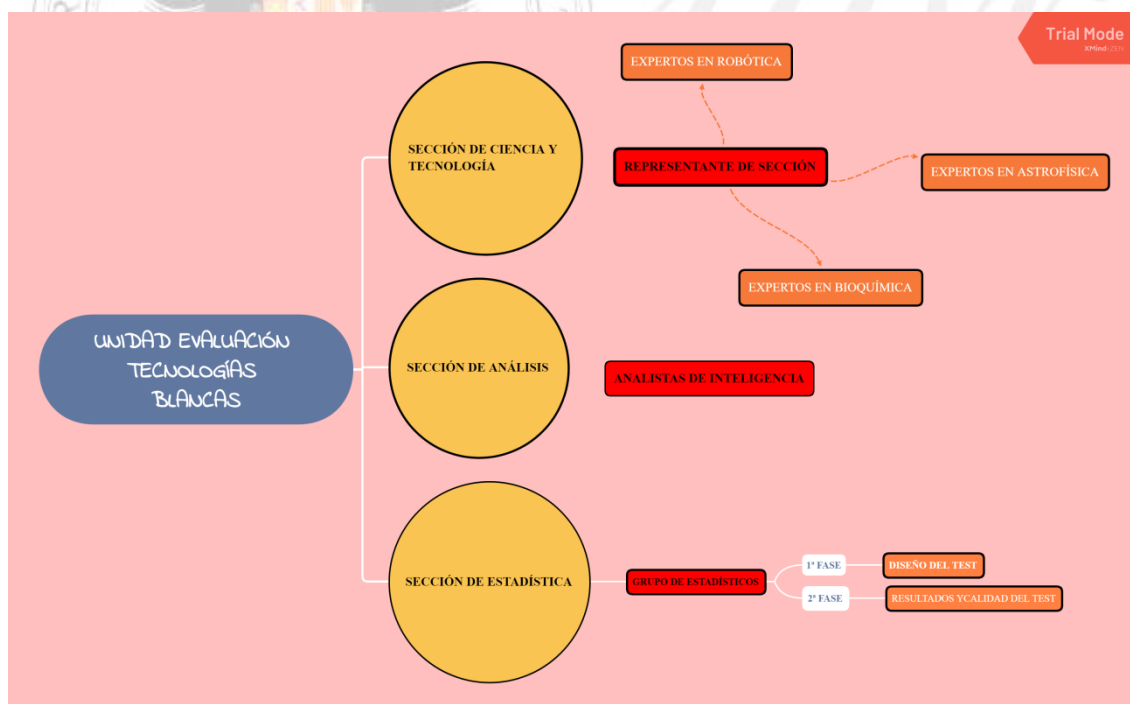 Trial Mode
XMind:ZEN
EXPERTOS EN ROBÓTICA
SECCIÓN DE CIENCIA Y
TECNOLOGÍA
REPRESENTANTE DE SECCIÓN
EXPERTOS EN ASTROFÍSICA
EXPERTOS EN BIOQUÍMICA
UNIDAD EVALUACIÓN
TECNOLOGÍAS
BLANCAS
SECCIÓN DE ANÁLISIS
ANALISTAS DE INTELIGENCIA
SECCIÓN DE ESTADÍSTICA
GRUPO DE ESTADÍSTICOS
1ª FASE
DISEÑO DEL TEST
2ª FASE
RESULTADOS YCALIDAD DEL TEST